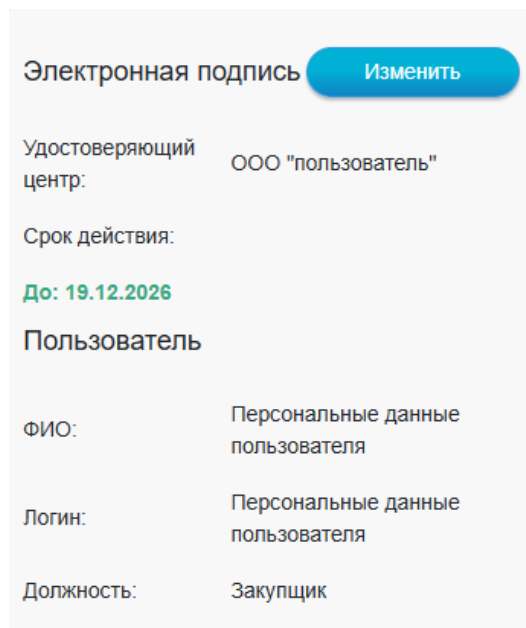 Электронная подпись Изменить
Удостоверяющий
центр:
ООО "пользователь"
Срок действия:
До: 19.12.2026
Пользователь
ФИО:
Персональные данные
пользователя
Логин:
Персональные данные
пользователя
Должность: Закупщик